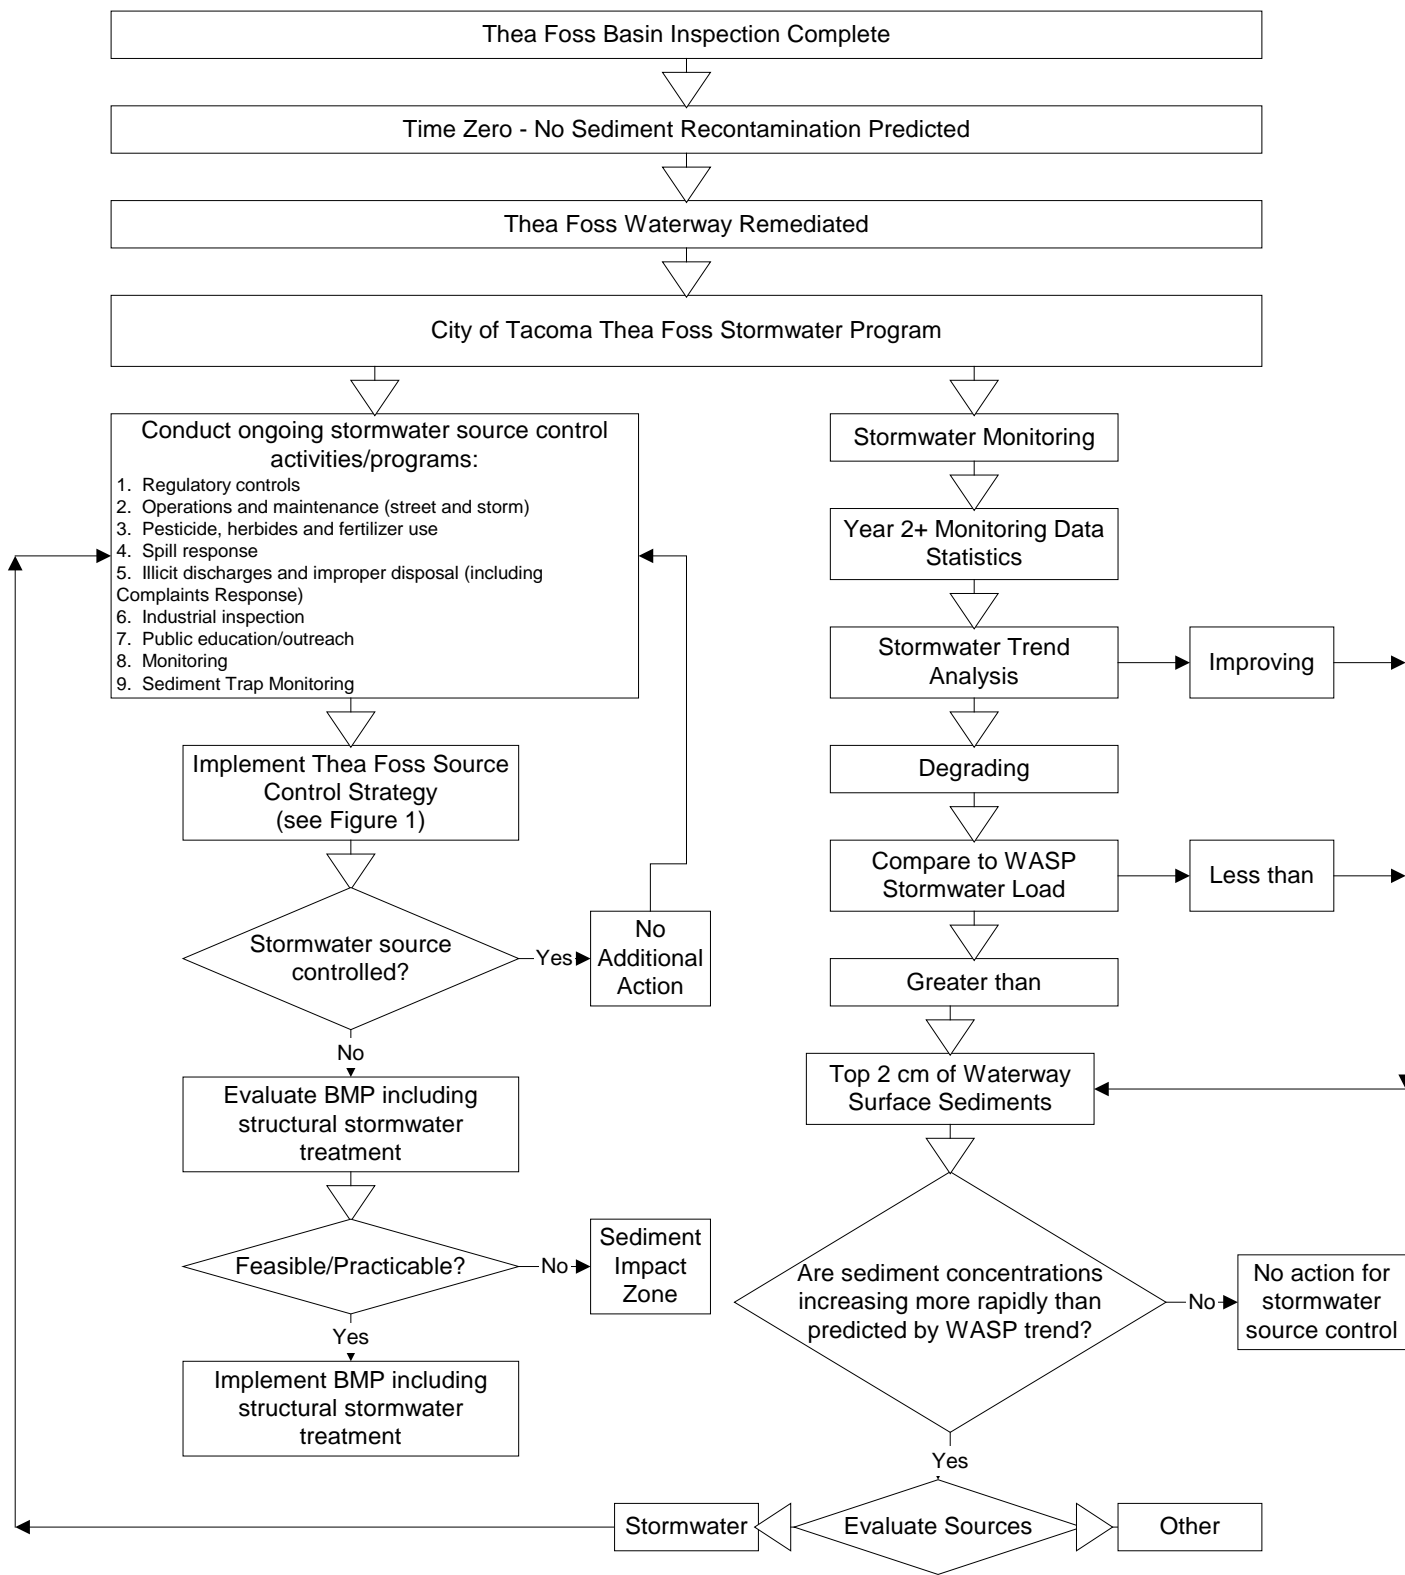 Thea Foss Basin Inspection Complete
Time Zero - No Sediment Recontamination Predicted
Thea Foss Waterway Remediated
City of Tacoma Thea Foss Stormwater Program
Conduct ongoing stormwater source control
activities/programs:
1. Regulatory controls
2. Operations and maintenance (street and storm)
3. Pesticide, herbides and fertilizer use
4. Spill response
5. Illicit discharges and improper disposal (including
Complaints Response)
6. Industrial inspection
7. Public education/outreach
8. Monitoring
9. Sediment Trap Monitoring
Implement Thea Foss Source
Control Strategy
(see Figure 1)
Stormwater source
controlled?
Yes
No
Additional
Action
No
Evaluate BMP including
structural stormwater
treatment
Feasible/Practicable?
No
Sediment
Impact
Zone
Yes
Implement BMP including
structural stormwater
treatment
Stormwater Monitoring
Year 2+ Monitoring Data
Statistics
Stormwater Trend
Analysis
Improving
Degrading
Compare to WASP
Stormwater Load
Less than
Greater than
Top 2 cm of Waterway
Surface Sediments
Are sediment concentrations
increasing more rapidly than
predicted by WASP trend?
No
No action for
stormwater
source control
Yes
Evaluate Sources
Stormwater
Other